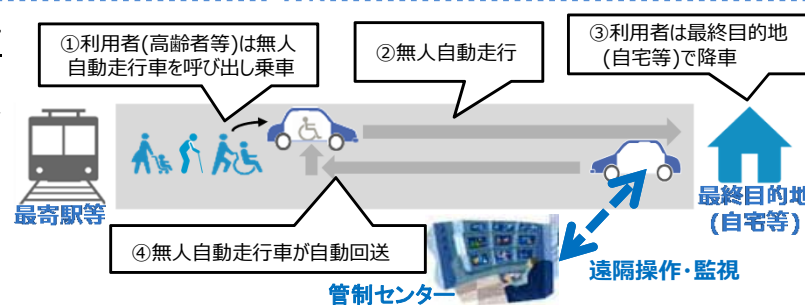 ①利用者(高齢者等)は無人
自動走行車を呼び出し乗車
②無人自動走行
③利用者は最終目的地
(自宅等)で降車
最寄駅等
最終目的地
(自宅等)
④無人自動走行車が自動回送
遠隔操作・監視
管制センター